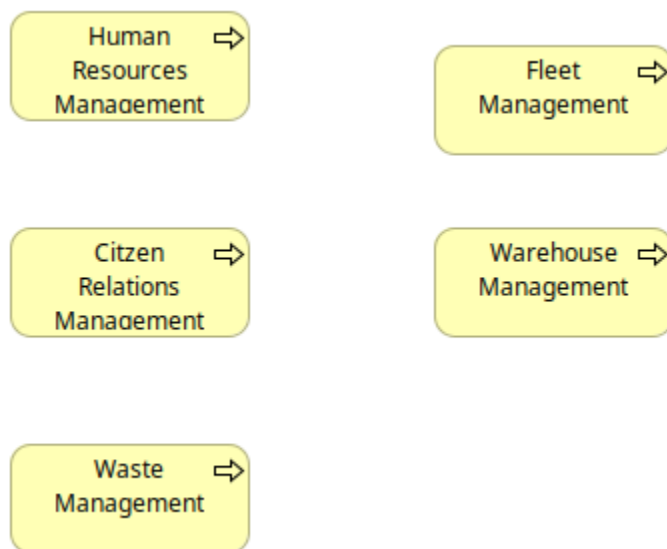 Human
Resources
Management
Fleet
Management
Citzen
Relations
Management
Warehouse
Management
Waste
Management